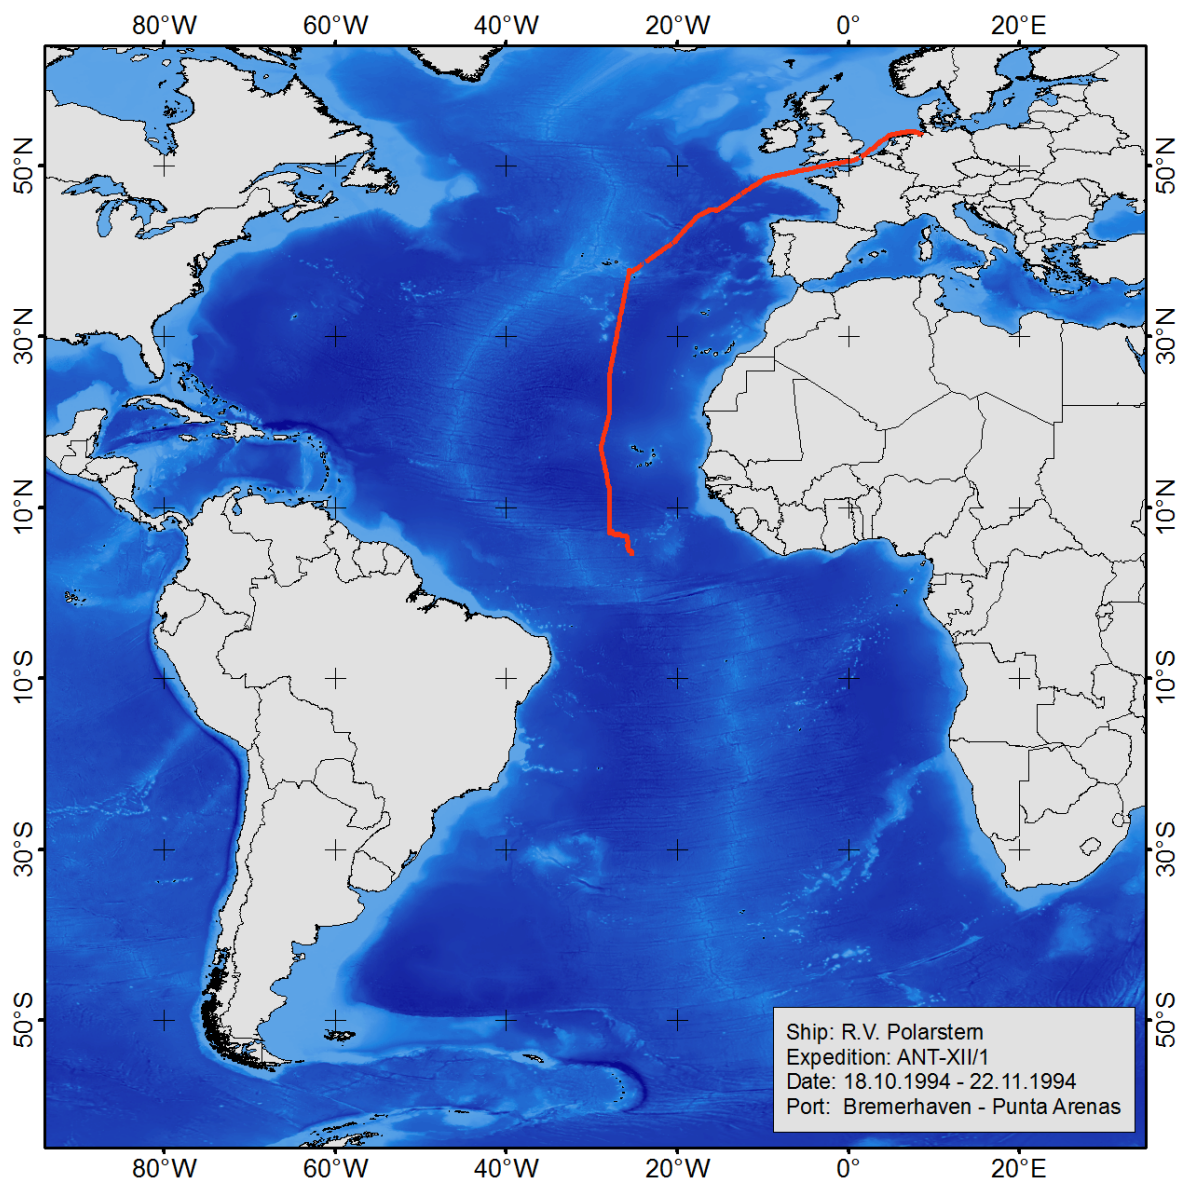 80°W 60°W 40°W 20°W 0° 20°E
50°N 50°N
30°N 30°N
10°N 10°N
10°S 10°S
30°S 30°S
50°S 50°S
Ship: R.V. Polarstern
Expedition: ANT-XII/1
Date: 18.10.1994 - 22.11.1994
Port: Bremerhaven - Punta Arenas
80°W 60°W 40°W 20°W 0° 20°E